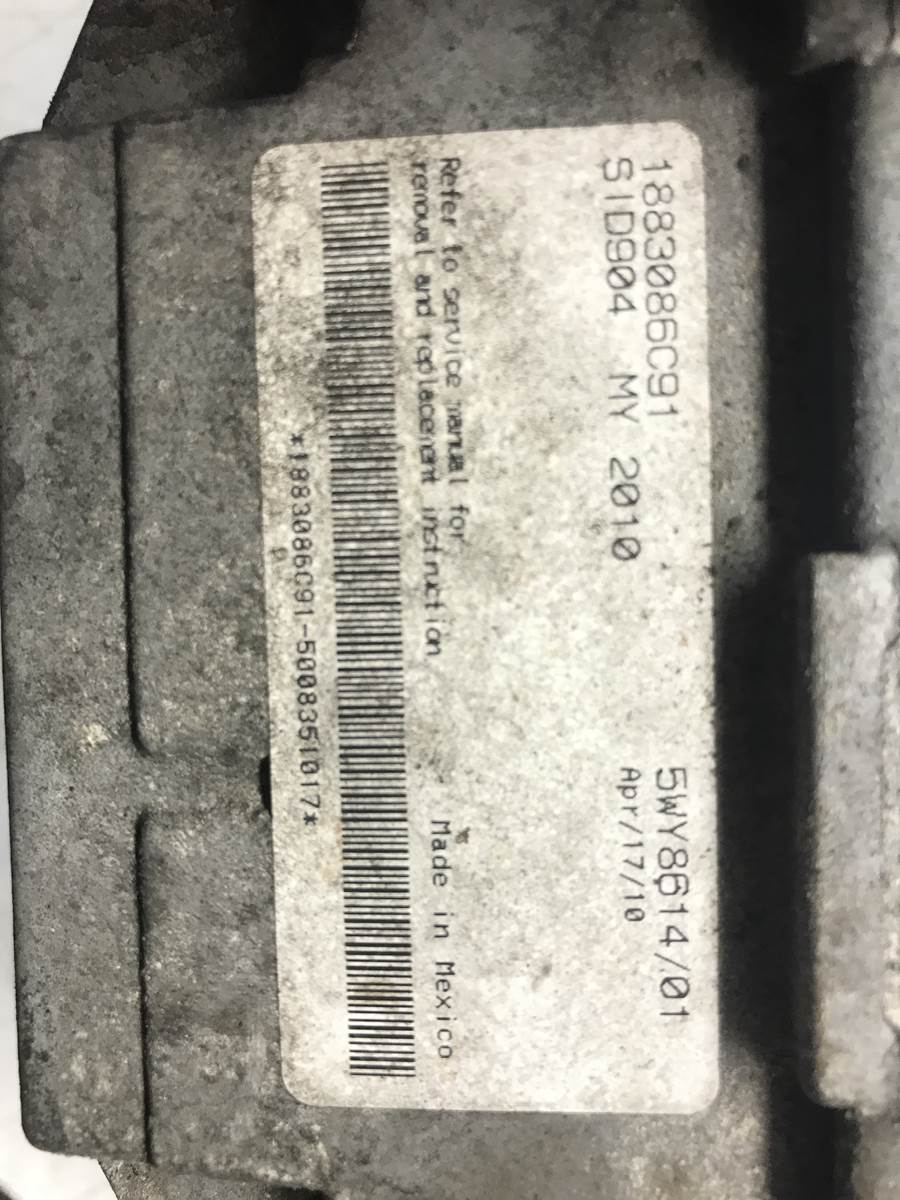 1883086C91 5WY8614/01
SID904 MY 2010 Apr/17/10
Refer to service manual for
removal and replacement instruction. Made in Mexico
*1883086C91-5008351017*